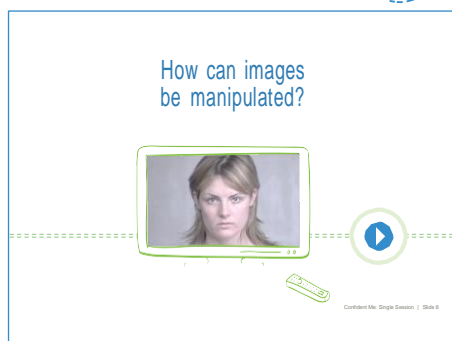 How can images
be manipulated?
Confident Me: Single Session | Slide 8